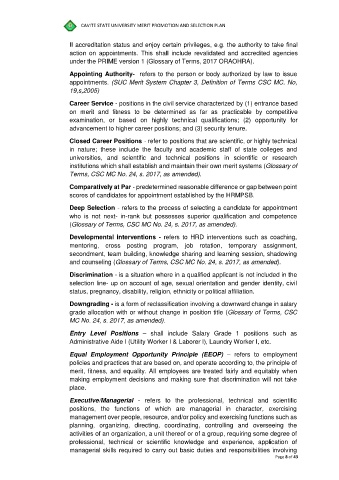 CAVITE STATE UNIVERSITY MERIT PROMOTION AND SELECTION PLAN
II accreditation status and enjoy certain privileges, e.g. the authority to take final
action on appointments. This shall include revalidated and accredited agencies
under the PRIME version 1 (Glossary of Terms, 2017 ORAOHRA).
Appointing Authority- refers to the person or body authorized by law to issue
appointments. (SUC Merit System Chapter 3, Definition of Terms CSC MC. No.
19,s,2005)
Career Service - positions in the civil service characterized by (1) entrance based
on merit and fitness to be determined as far as practicable by competitive
examination, or based on highly technical qualifications; (2) opportunity for
advancement to higher career positions; and (3) security tenure.
Closed Career Positions - refer to positions that are scientific, or highly technical
in nature; these include the faculty and academic staff of state colleges and
universities, and scientific and technical positions in scientific or research
institutions which shall establish and maintain their own merit systems (Glossary of
Terms, CSC MC No. 24, s. 2017, as amended).
Comparatively at Par - predetermined reasonable difference or gap between point
scores of candidates for appointment established by the HRMPSB.
Deep Selection - refers to the process of selecting a candidate for appointment
who is not next- in-rank but possesses superior qualification and competence
(Glossary of Terms, CSC MC No. 24, s. 2017, as amended).
Developmental Interventions - refers to HRD interventions such as coaching,
mentoring, cross posting program, job rotation, temporary assignment,
secondment, team building, knowledge sharing and learning session, shadowing
and counseling (Glossary of Terms, CSC MC No. 24, s. 2017, as amended).
Discrimination - is a situation where in a qualified applicant is not included in the
selection line- up on account of age, sexual orientation and gender identity, civil
status, pregnancy, disability, religion, ethnicity or political affiliation.
Downgrading - is a form of reclassification involving a downward change in salary
grade allocation with or without change in position title (Glossary of Terms, CSC
MC No. 24, s. 2017, as amended).
Entry Level Positions – shall include Salary Grade 1 positions such as
Administrative Aide I (Utility Worker I & Laborer I), Laundry Worker I, etc.
Equal Employment Opportunity Principle (EEOP) – refers to employment
policies and practices that are based on, and operate according to, the principle of
merit, fitness, and equality. All employees are treated fairly and equitably when
making employment decisions and making sure that discrimination will not take
place.
Executive/Managerial - refers to the professional, technical and scientific
positions, the functions of which are managerial in character, exercising
management over people, resource, and/or policy and exercising functions such as
planning, organizing, directing, coordinating, controlling and overseeing the
activities of an organization, a unit thereof or of a group, requiring some degree of
professional, technical or scientific knowledge and experience, application of
managerial skills required to carry out basic duties and responsibilities involving